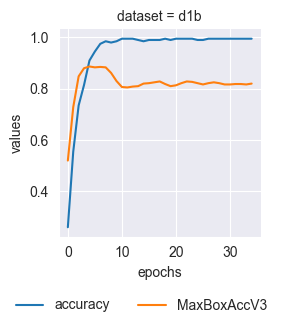 dataset = d1b
1.0
0.8
0.6
0.4
values
0 10 20 30
epochs
accuracy MaxBoxAccV3